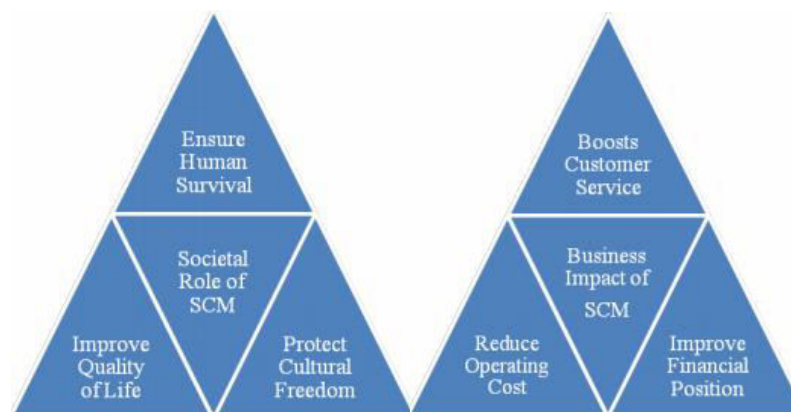 Ensure
Human
Survival
Societal
Role of
SCM
Improve
Quality
of Life
Protect
Cultural
Freedom
Boosts
Customer
Service
Business
Impact of
SCM
Reduce
Operating
Cost
Improve
Financial
Position